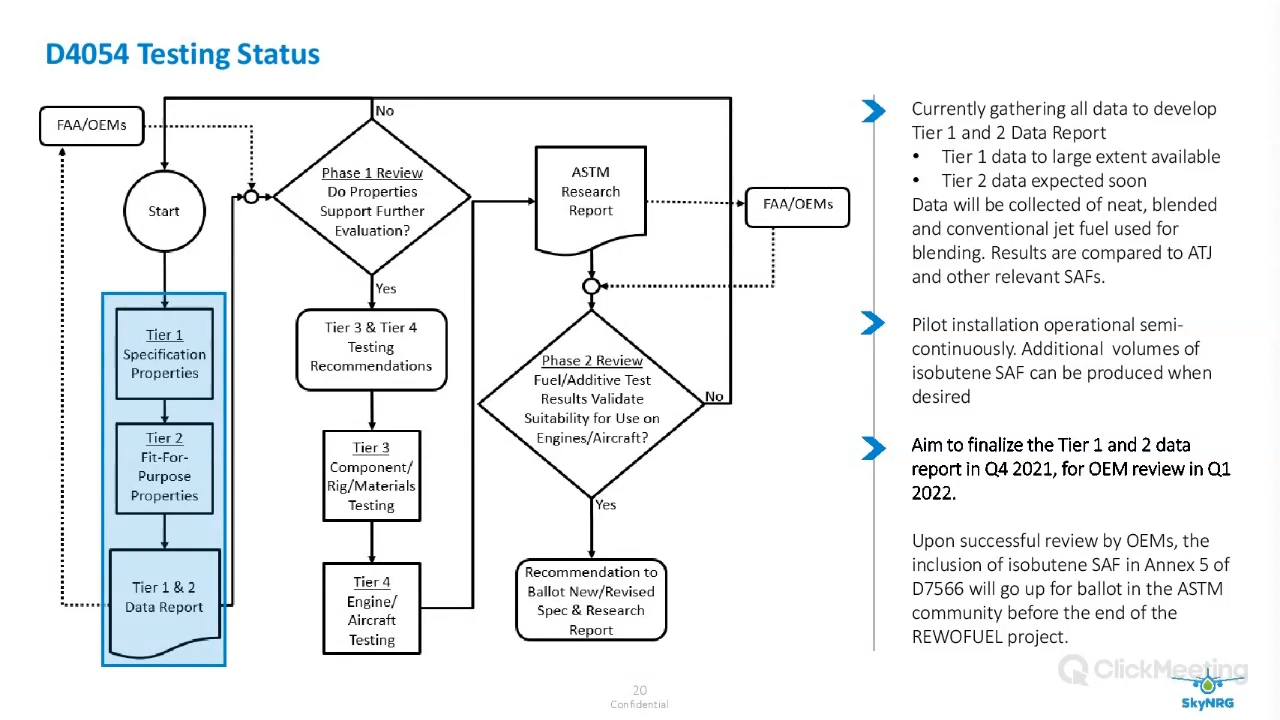 D4054 Testing Status
FAA/OEMs
Start
Tier 1
Specification
Properties
Tier 2
Fit-For-
Purpose
Properties
Tier 1 & 2
Data Report
No
Phase 1 Review
Do Properties
Support Further
Evaluation?
Yes
Tier 3 & Tier 4
Testing
Recommendations
Tier 3
Component/
Rig/Materials
Testing
Tier 4
Engine/
Aircraft
Testing
ASTM
Research
Report
FAA/OEMs
Phase 2 Review
Fuel/Additive Test
Results Validate
Suitability for Use on
Engines/Aircraft?
No
Yes
Recommendation to
Ballot New/Revised
Spec & Research
Report
Currently gathering all data to develop
Tier 1 and 2 Data Report
• Tier 1 data to large extent available
• Tier 2 data expected soon
Data will be collected of neat, blended
and conventional jet fuel used for
blending. Results are compared to ATJ
and other relevant SAFs.
Pilot installation operational semi-
continuously. Additional volumes of
isobutene SAF can be produced when
desired
Aim to finalize the Tier 1 and 2 data
report in Q4 2021, for OEM review in Q1
2022.
Upon successful review by OEMs, the
inclusion of isobutene SAF in Annex 5 of
D7566 will go up for ballot in the ASTM
community before the end of the
REWOFUEL project.
ClickMeeting
SkyNRG
20
Confidential